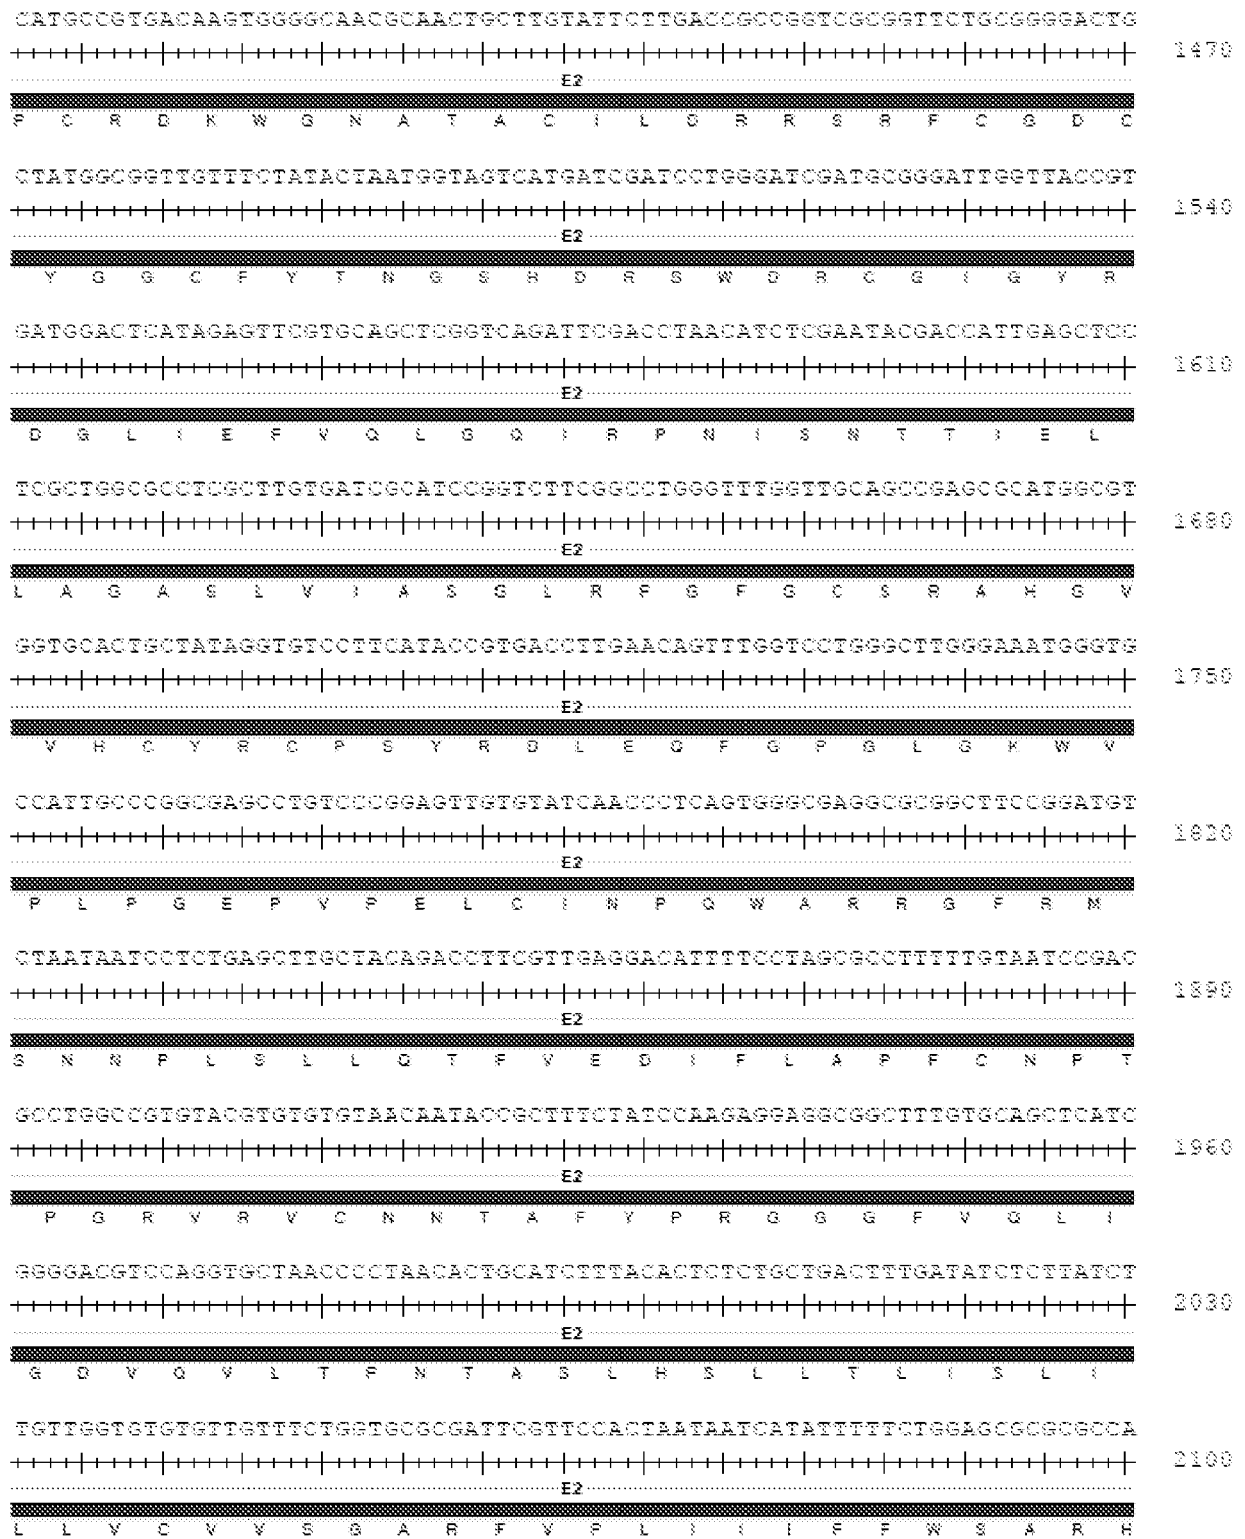 CATGCCGTGACAAGTGGGGCAACGCAACTGCTTGTATTCTTGACCGCCGGTCGCGGTTCTGCGGGGACTG 1470
E2
P C R D K W G N A T A C I L D R R S R F C G D C
CTATGGCGGTTGTTTCTATACTAATGGTAGTCATGATCGATCCTGGGATCGATGCGGGATTGGTTACCGT 1540
E2
Y G G C F Y T N G S H D R S W D R C G I G Y R
GATGGACTCATAGAGTTCGTGCAGCTCGGTCAGATTCGACCTAACATCTCGAATACGACCATTGAGCTCC 1610
E2
D G L I E F V Q L G Q I R P N I S N T T I E L
TCGCTGGCGCCTCGCTTGTGATCGCATCCGGTCTTCGGCCTGGGTTTGGTTGCAGCCGAGCGCATGGCGT 1680
E2
L A G A S L V I A S G L R P G F G C S R A H G V
GGTGCACTGCTATAGGTGTCCTTCATACCGTGACCTTGAACAGTTTGGTCCTGGGCTTGGGAAATGGGTG 1750
E2
V H C Y R C P S Y R D L E Q F G P G L G K W V
CCATTGCCCGGCGAGCCTGTCCCGGAGTTGTGTATCAACCCTCAGTGGGCGAGGCGCGGCTTCCGGATGT 1820
E2
P L P G E P V P E L C I N P Q W A R R G F R M
CTAATAATCCTCTGAGCTTGCTACAGACCTTCGTTGAGGACATTTTCCTAGCGCCTTTTTGTAATCCGAC 1890
E2
S N N P L S L L Q T F V E D I F L A P F C N P T
GCCTGGCCGTGTACGTGTGTGTAACAATACCGCTTTCTATCCAAGAGGAGGCGGCTTTGTGCAGCTCATC 1960
E2
P G R V R V C N N T A F Y P R G G G F V Q L I
GGGGACGTCCAGGTGCTAACCCCTAACACTGCATCTTTACACTCTCTGCTGACTTTGATATCTCTTATCT 2030
E2
G D V Q V L T P N T A S L H S L L T L I S L I
TGTTGGTGTGTGTTGTTTCTGGTGCGCGATTCGTTCCACTAATAATCATATTTTTCTGGAGCGCGCGCCA 2100
E2
L L V C V V S G A R F V P L I I I F F W S A R H